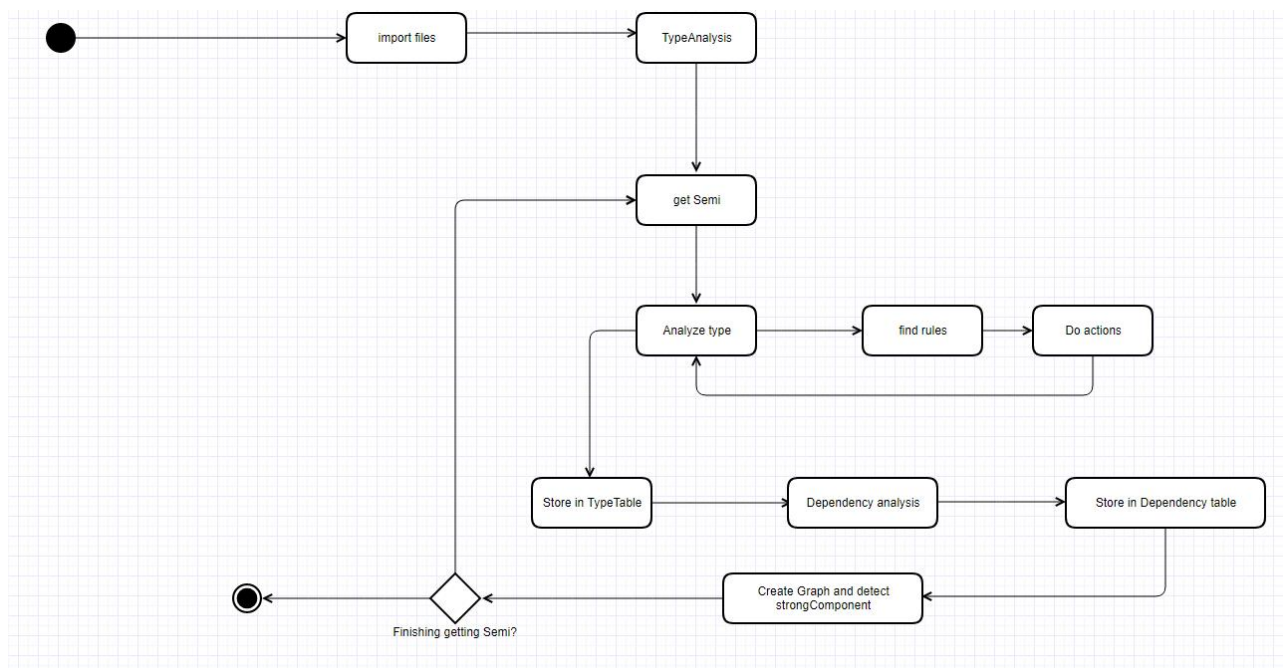 import files
TypeAnalysis
get Semi
Analyze type
find rules
Do actions
Store in TypeTable
Dependency analysis
Store in Dependency table
Create Graph and detect
strongComponent
Finishing getting Semi?